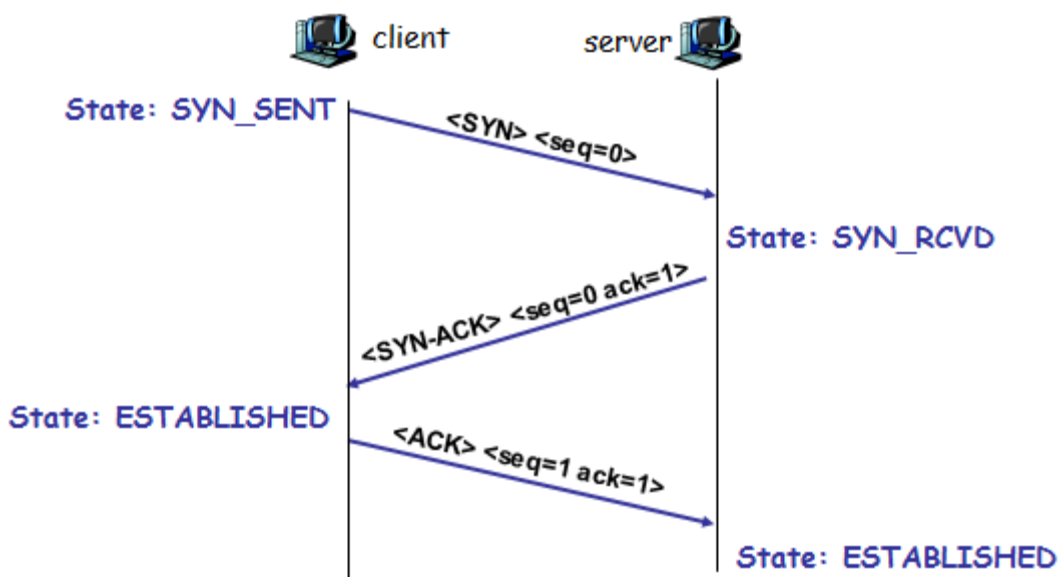 client
server
State: SYN_SENT
<SYN> <seq=0>
State: SYN_RCVD
<SYN-ACK> <seq=0 ack=1>
State: ESTABLISHED
<ACK> <seq=1 ack=1>
State: ESTABLISHED